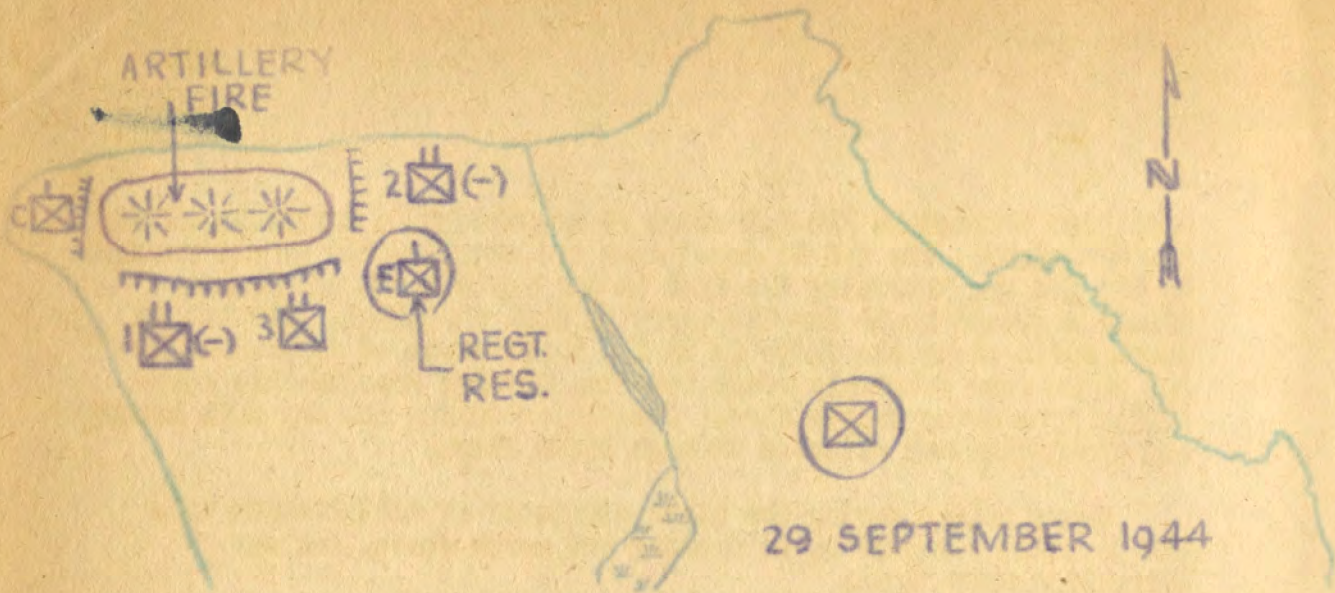 ARTILLERY
FIRE
2 (-)
C
E
1 (-) 3
REGT.
RES.
N
29 SEPTEMBER 1944